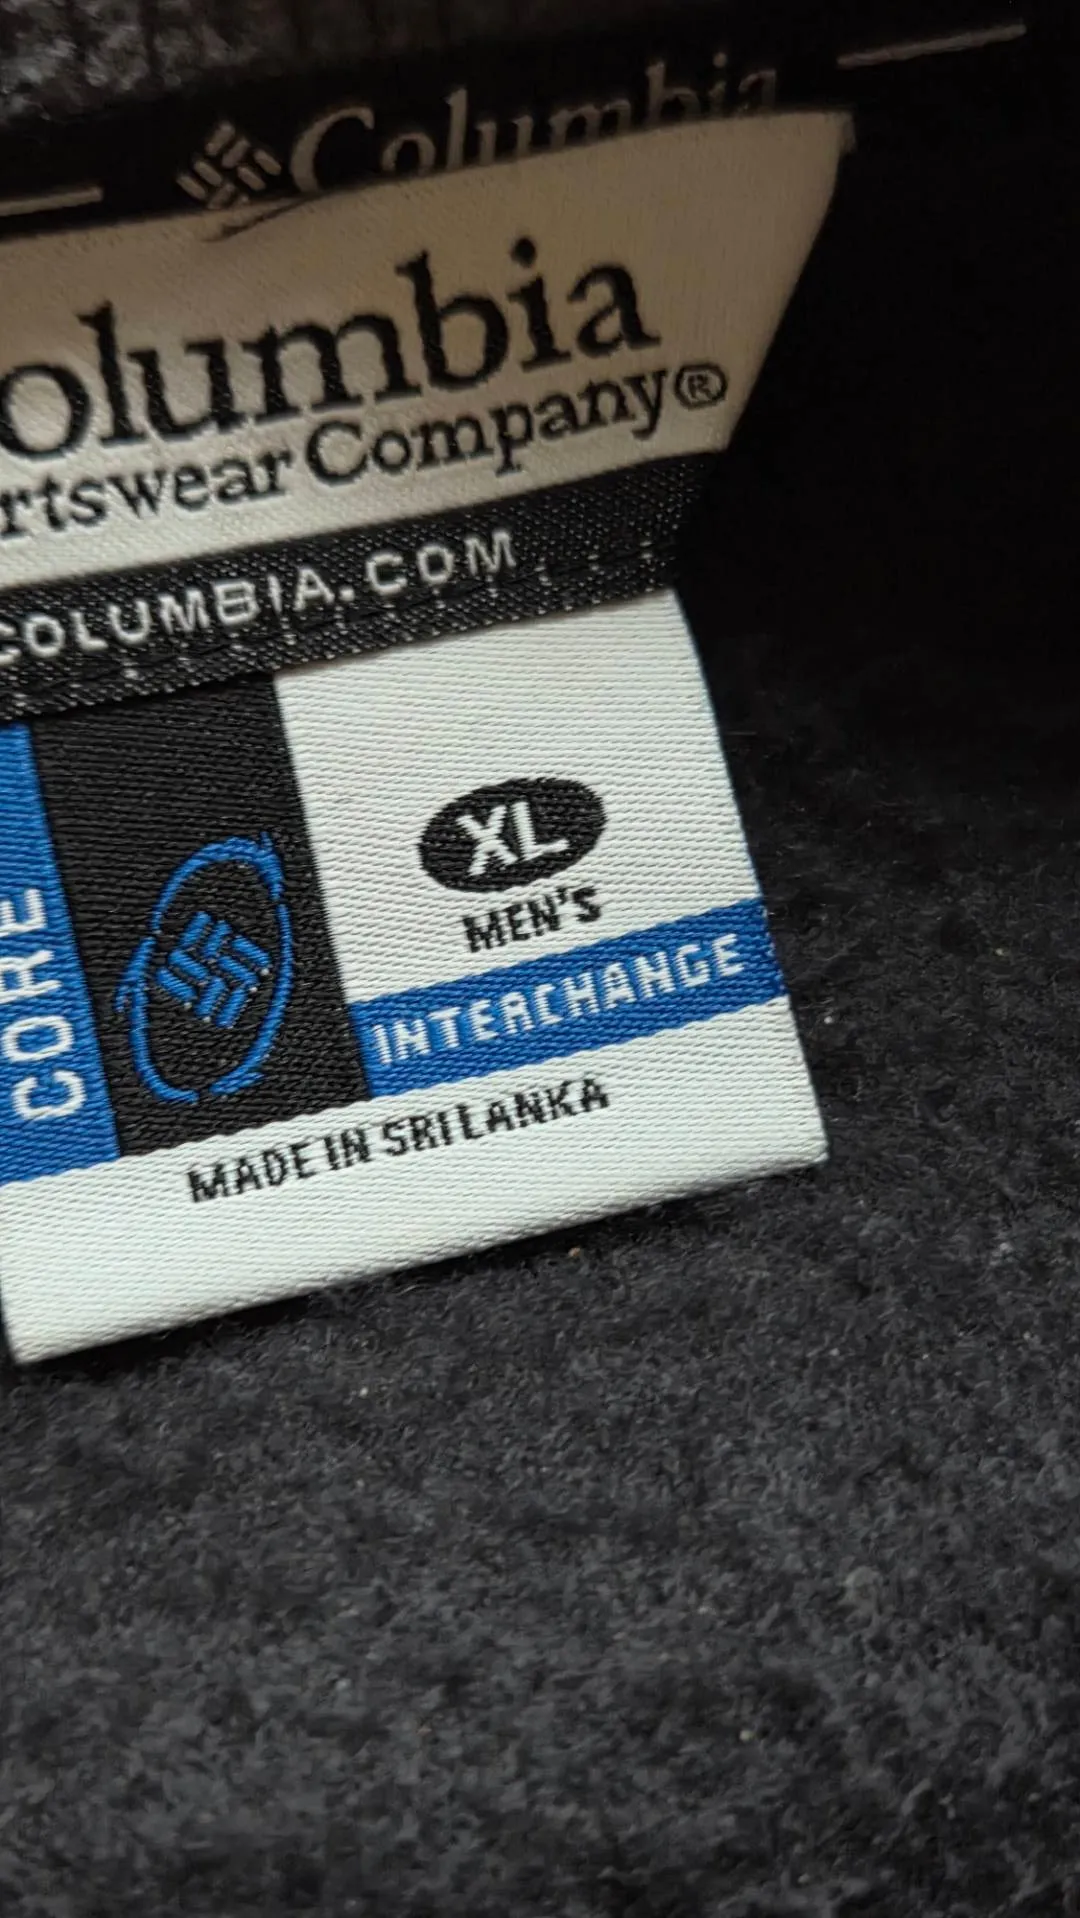 Columbia
olumbia
rtswear Company®
COLUMBIA.COM
XL
MEN'S
INTERCHANGE
CORE
MADE IN SRI LANKA